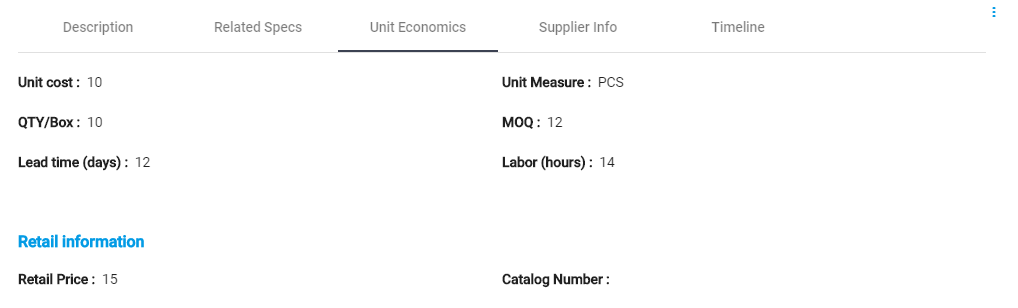 Description Related Specs Unit Economics Supplier Info Timeline
Unit cost : 10 Unit Measure : PCS
QTY/Box : 10 MOQ : 12
Lead time (days) : 12 Labor (hours) : 14
Retail information
Retail Price : 15 Catalog Number :